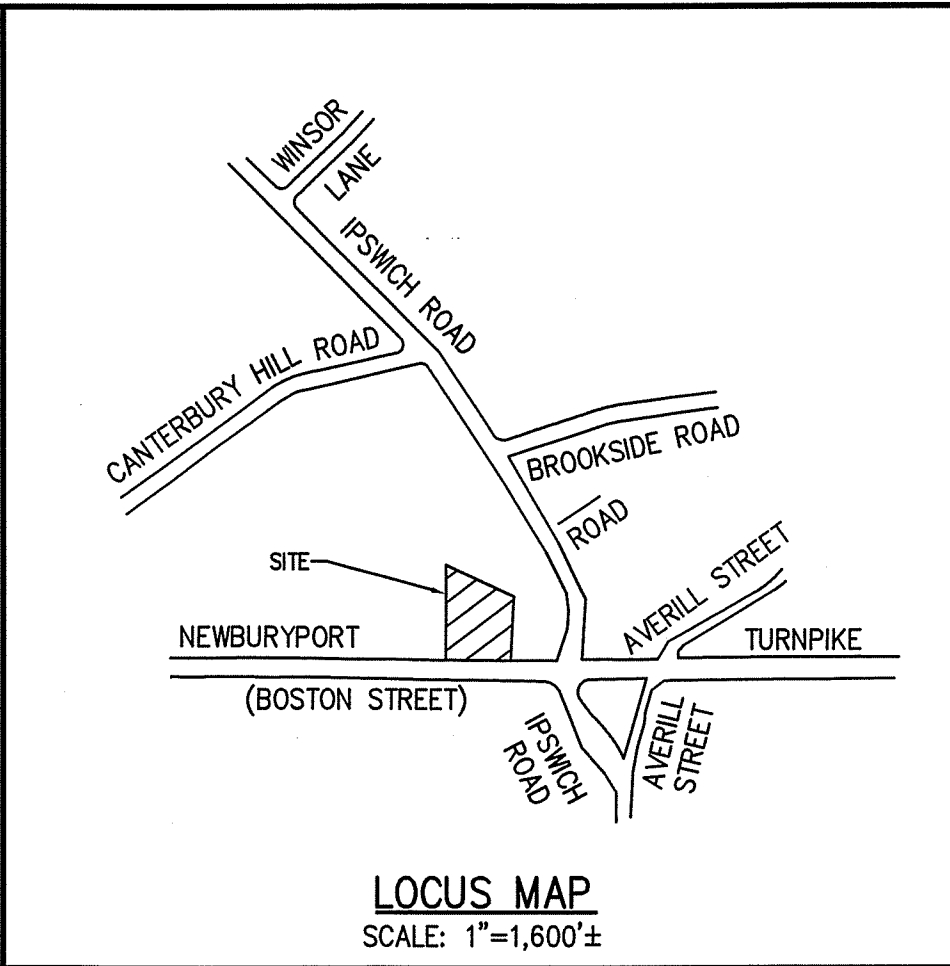 WINSOR
LANE
IPSWICH ROAD
CANTERBURY HILL ROAD
BROOKSIDE ROAD
ROAD
SITE
AVERILL STREET
NEWBURYPORT
TURNPIKE
(BOSTON STREET)
IPSWICH
ROAD
AVERILL
STREET
LOCUS MAP
SCALE: 1"=1,600'±